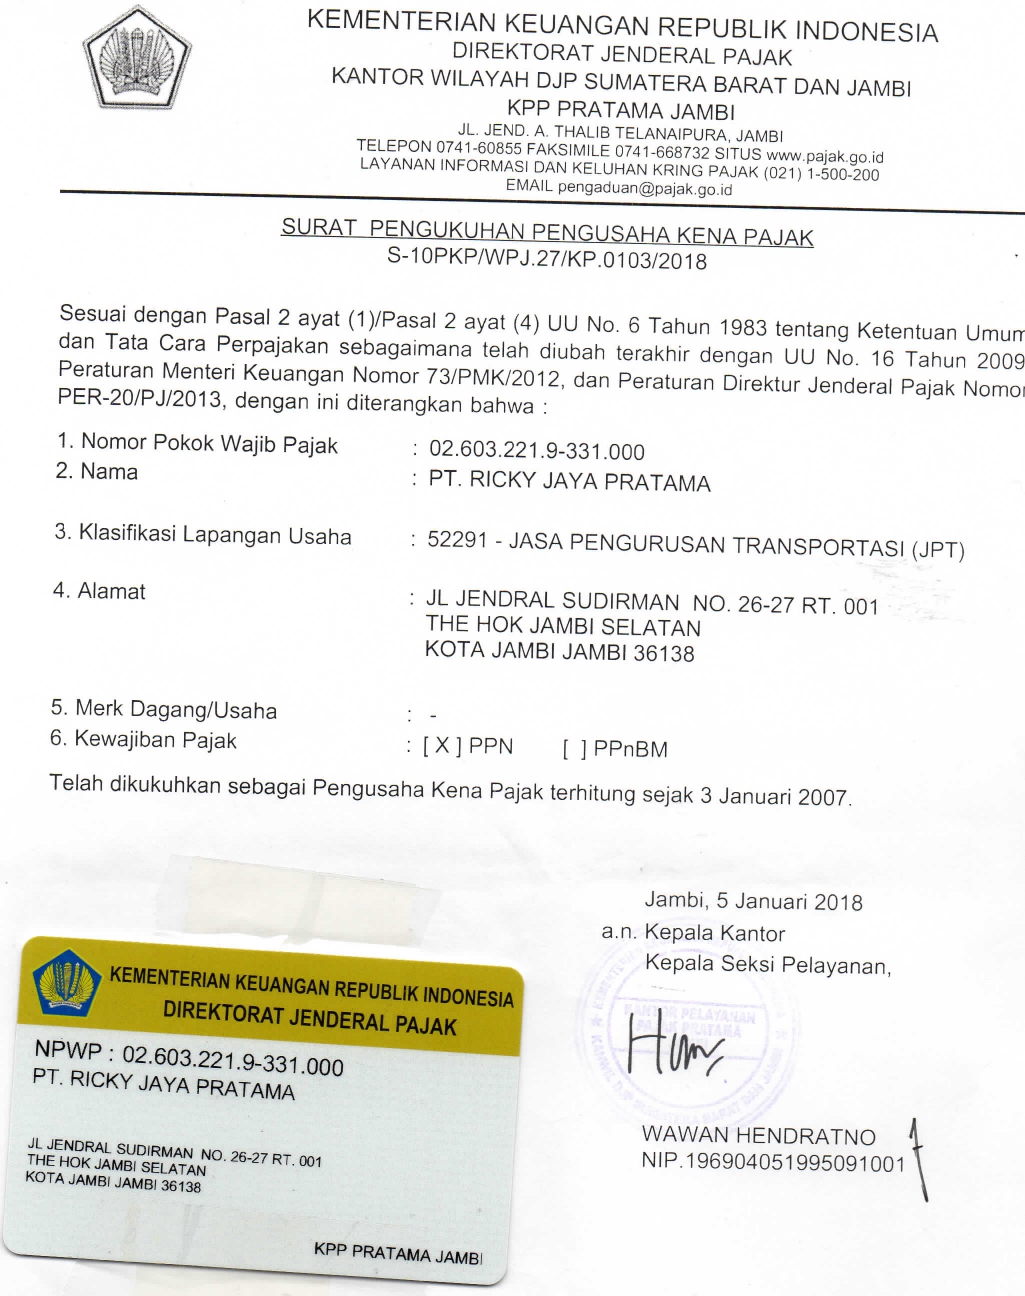 KEMENTERIAN KEUANGAN REPUBLIK INDONESIA
DIREKTORAT JENDERAL PAJAK
KANTOR WILAYAH DJP SUMATERA BARAT DAN JAMBI
KPP PRATAMA JAMBI
JL. JEND. A. THALIB TELANAIPURA, JAMBI
TELEPON 0741-60855 FAKSIMILE 0741-668732 SITUS www.pajak.go.id
LAYANAN INFORMASI DAN KELUHAN KRING PAJAK (021) 1-500-200
EMAIL pengaduan@pajak.go.id
SURAT PENGUKUHAN PENGUSAHA KENA PAJAK
S-10PKP/WPJ.27/KP.0103/2018
Sesuai dengan Pasal 2 ayat (1)/Pasal 2 ayat (4) UU No. 6 Tahun 1983 tentang Ketentuan Umum
dan Tata Cara Perpajakan sebagaimana telah diubah terakhir dengan UU No. 16 Tahun 2009
Peraturan Menteri Keuangan Nomor 73/PMK/2012, dan Peraturan Direktur Jenderal Pajak Nomor
PER-20/PJ/2013, dengan ini diterangkan bahwa :
1. Nomor Pokok Wajib Pajak : 02.603.221.9-331.000
2. Nama : PT. RICKY JAYA PRATAMA
3. Klasifikasi Lapangan Usaha : 52291 - JASA PENGURUSAN TRANSPORTASI (JPT)
4. Alamat : JL JENDRAL SUDIRMAN NO. 26-27 RT. 001
THE HOK JAMBI SELATAN
KOTA JAMBI JAMBI 36138
5. Merk Dagang/Usaha : -
6. Kewajiban Pajak : [ X ] PPN [ ] PPnBM
Telah dikukuhkan sebagai Pengusaha Kena Pajak terhitung sejak 3 Januari 2007.
Jambi, 5 Januari 2018
a.n. Kepala Kantor
Kepala Seksi Pelayanan,
KANTOR PELAYANAN
PAJAK PRATAMA
WAWAN HENDRATNO
NIP.196904051995091001
KEMENTERIAN KEUANGAN REPUBLIK INDONESIA
DIREKTORAT JENDERAL PAJAK
NPWP : 02.603.221.9-331.000
PT. RICKY JAYA PRATAMA
JL JENDRAL SUDIRMAN NO. 26-27 RT. 001
THE HOK JAMBI SELATAN
KOTA JAMBI JAMBI 36138
KPP PRATAMA JAMBI